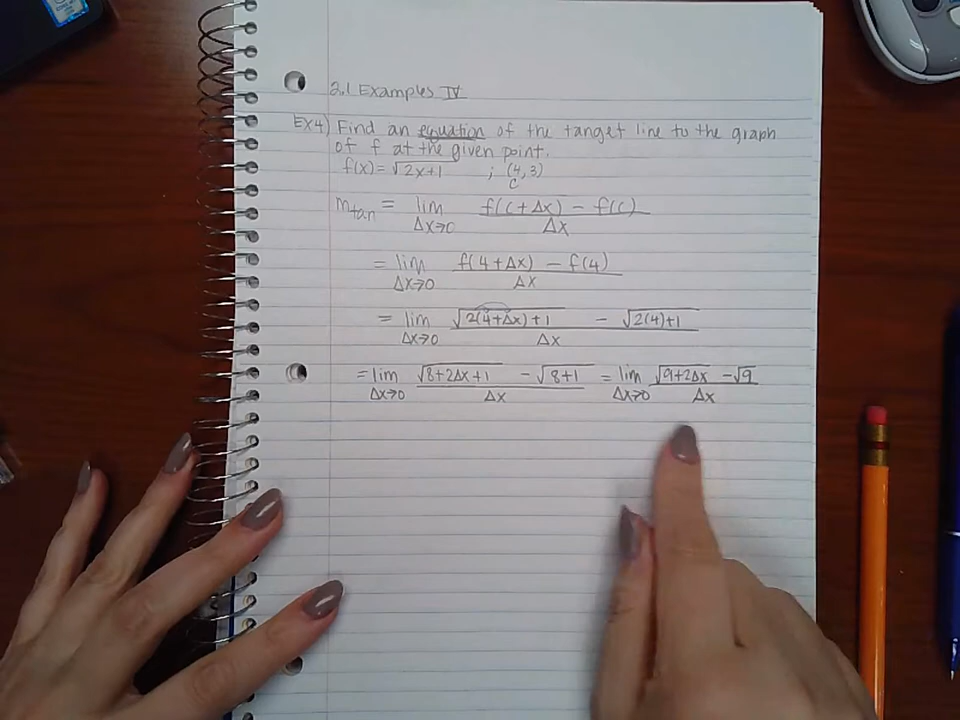 2.1 Examples IV
Ex4) Find an equation of the tanget line to the graph
of f at the given point.
f(x) = √2x+1 ; (4,3)
c
mtan = lim f(c+Δx) - f(c)
Δx→0 Δx
= lim f(4+Δx) - f(4)
Δx→0 Δx
= lim √2(4+Δx)+1 - √2(4)+1
Δx→0 Δx
= lim √8+2Δx+1 - √8+1 = lim √9+2Δx - √9
Δx→0 Δx Δx→0 Δx